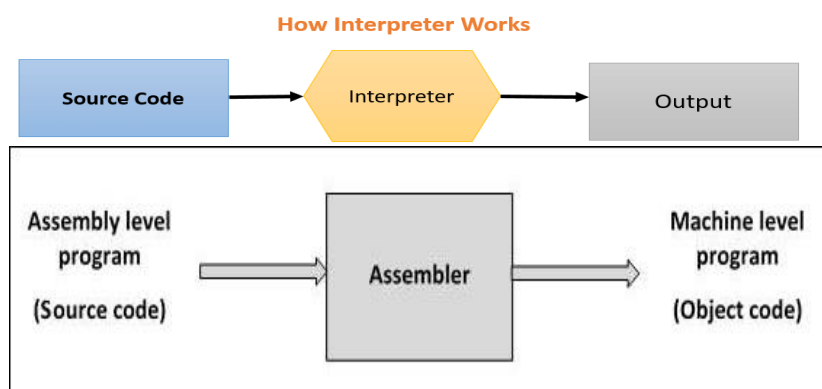 How Interpreter Works
Source Code
Interpreter
Output
Assembly level
program
(Source code)
Assembler
Machine level
program
(Object code)